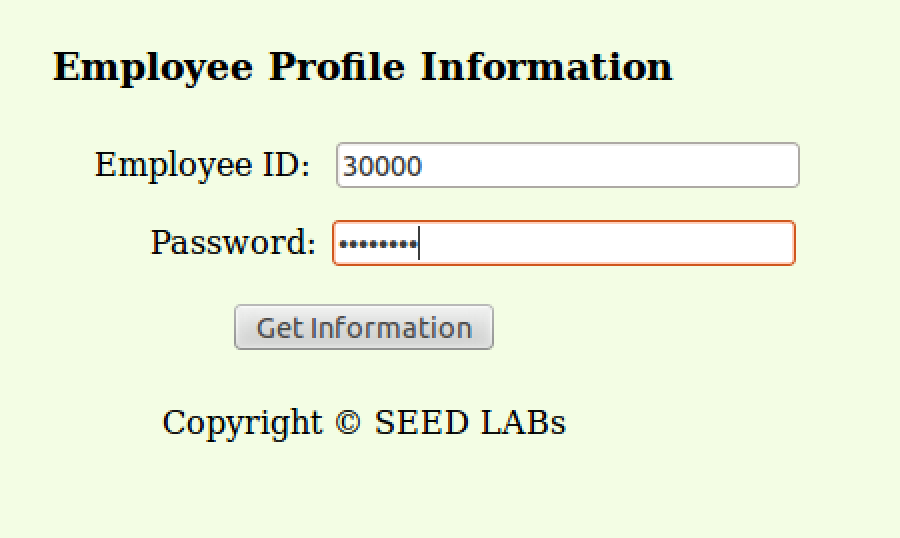 Employee Profile Information
Employee ID: 30000
Password: ••••••••
Get Information
Copyright © SEED LABs